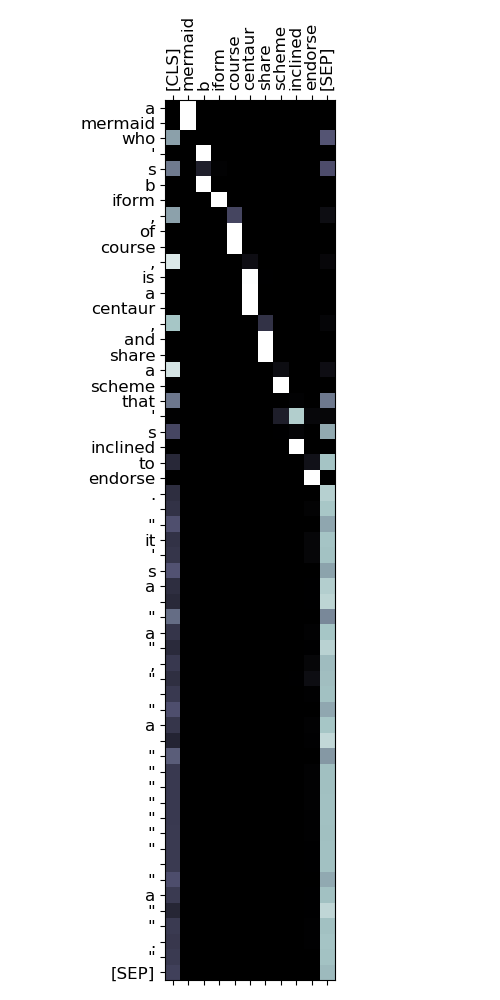 [CLS]
mermaid
b
iform
course
centaur
share
scheme
inclined
endorse
[SEP]
a
mermaid
who
'
s
b
iform
,
of
course
,
is
a
centaur
,
and
share
a
scheme
that
'
s
inclined
to
endorse
.
"
it
'
s
a
"
a
"
,
"
"
a
"
"
"
"
"
"
"
"
a
"
"
.
"
[SEP]